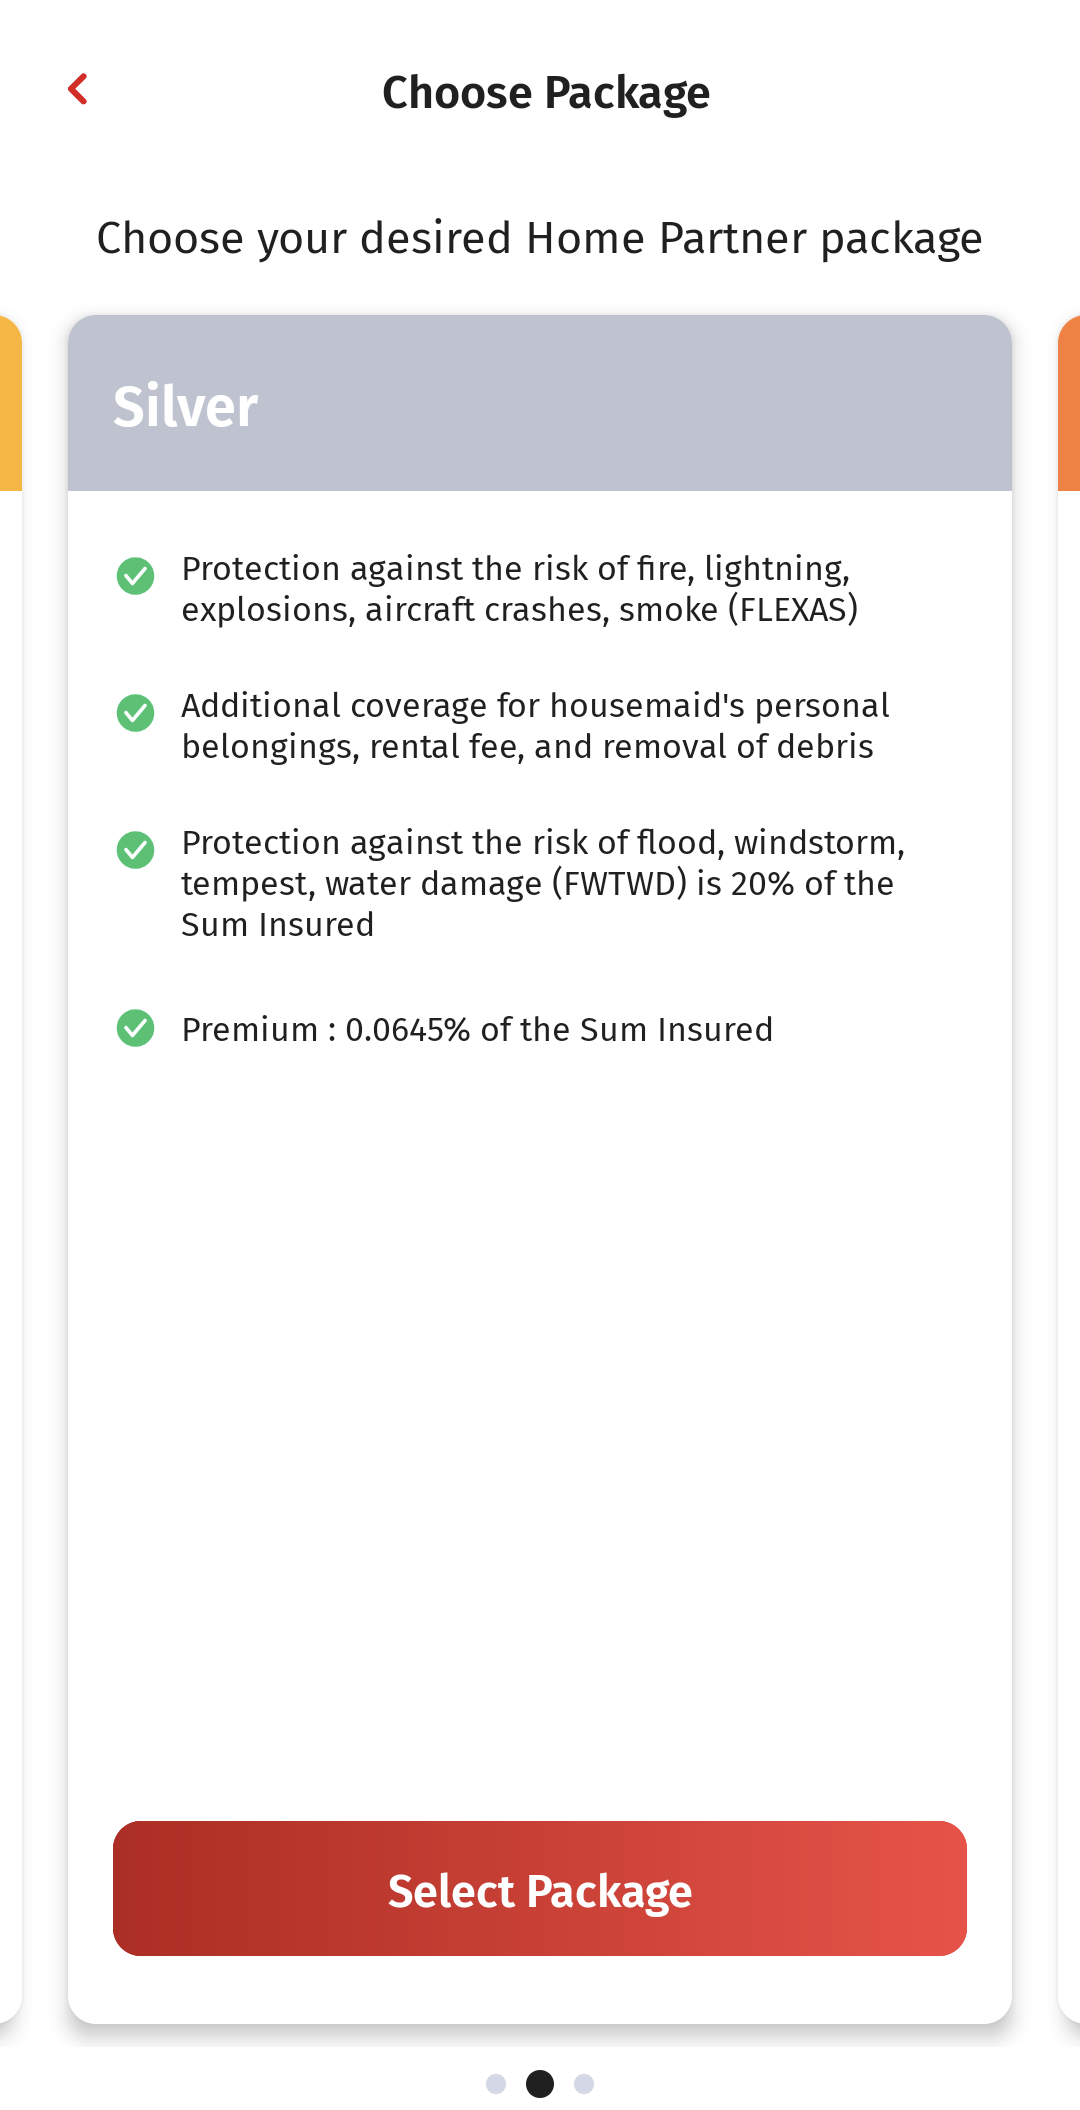 Choose Package
Choose your desired Home Partner package
Silver
Protection against the risk of fire, lightning,
explosions, aircraft crashes, smoke (FLEXAS)
Additional coverage for housemaid's personal
belongings, rental fee, and removal of debris
Protection against the risk of flood, windstorm,
tempest, water damage (FWTWD) is 20% of the
Sum Insured
Premium : 0.0645% of the Sum Insured
Select Package